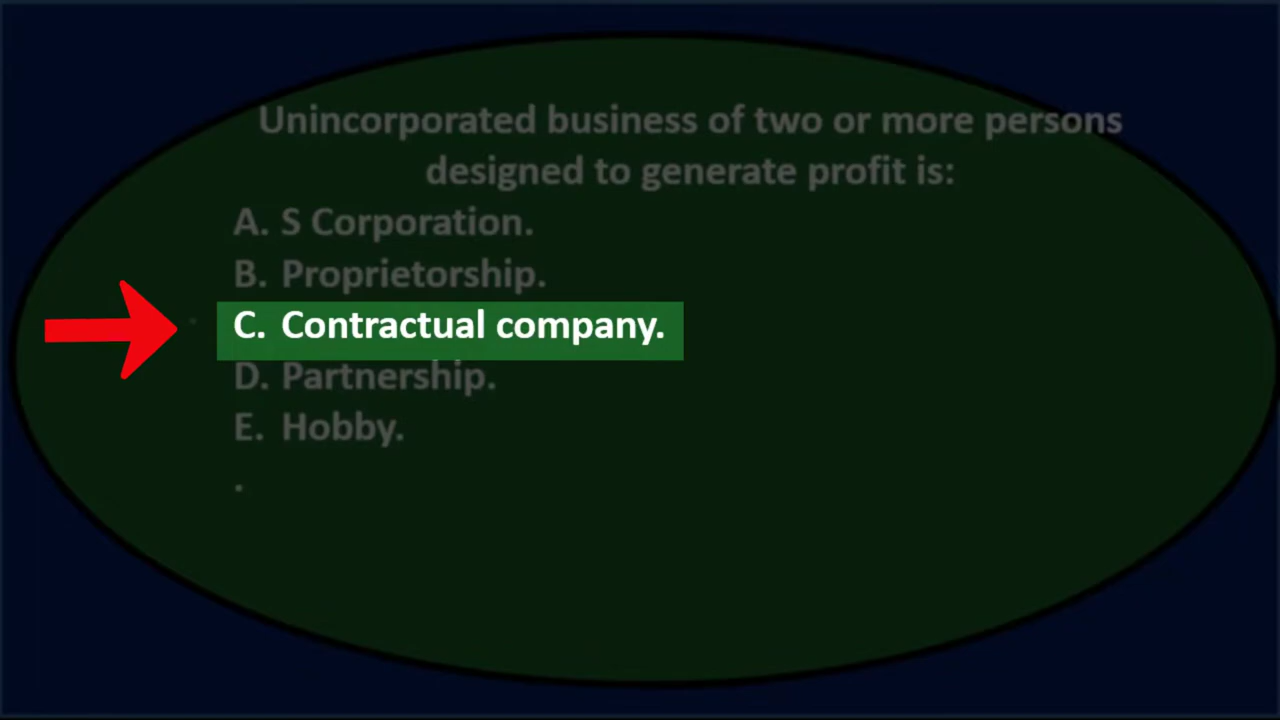 Unincorporated business of two or more persons
designed to generate profit is:
A. S Corporation.
B. Proprietorship.
C. Contractual company.
D. Partnership.
E. Hobby.
.